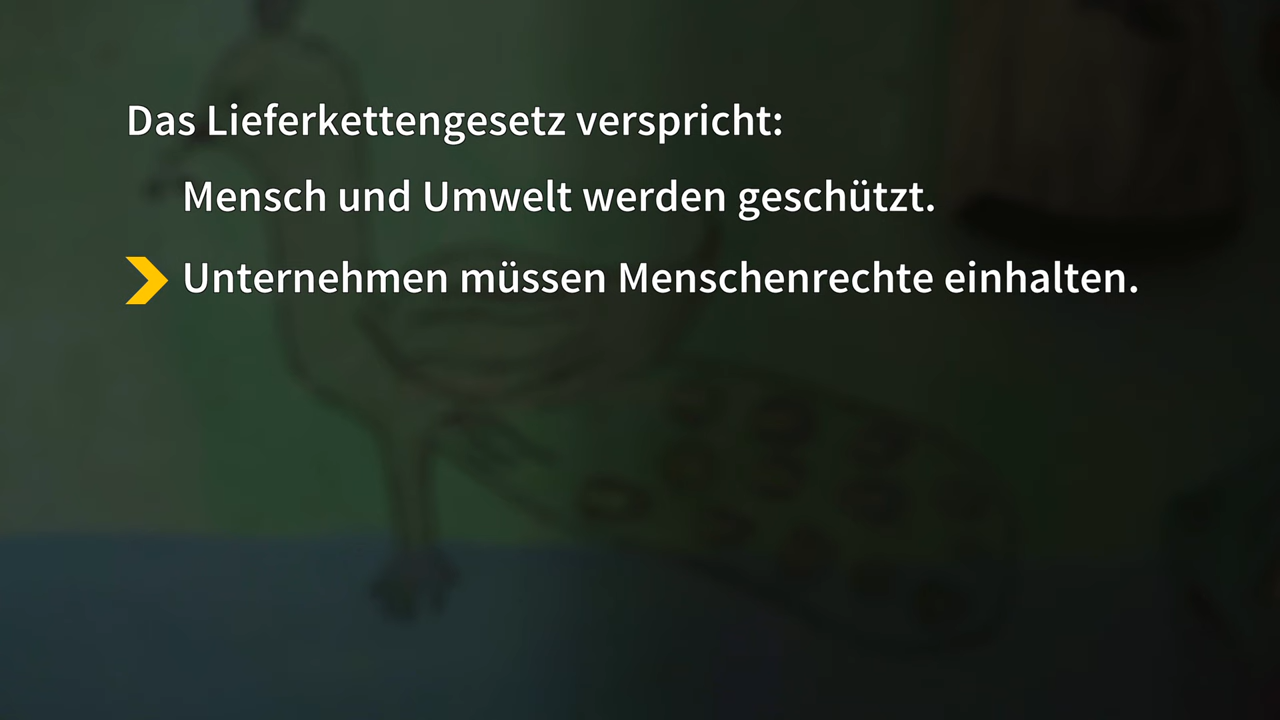 Das Lieferkettengesetz verspricht:
Mensch und Umwelt werden geschützt.
Unternehmen müssen Menschenrechte einhalten.